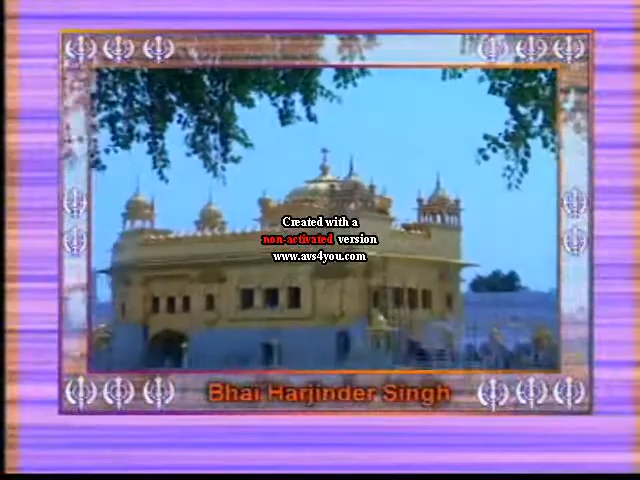 Created with a
non-activated version
www.avs4you.com
Bhai Harjinder Singh